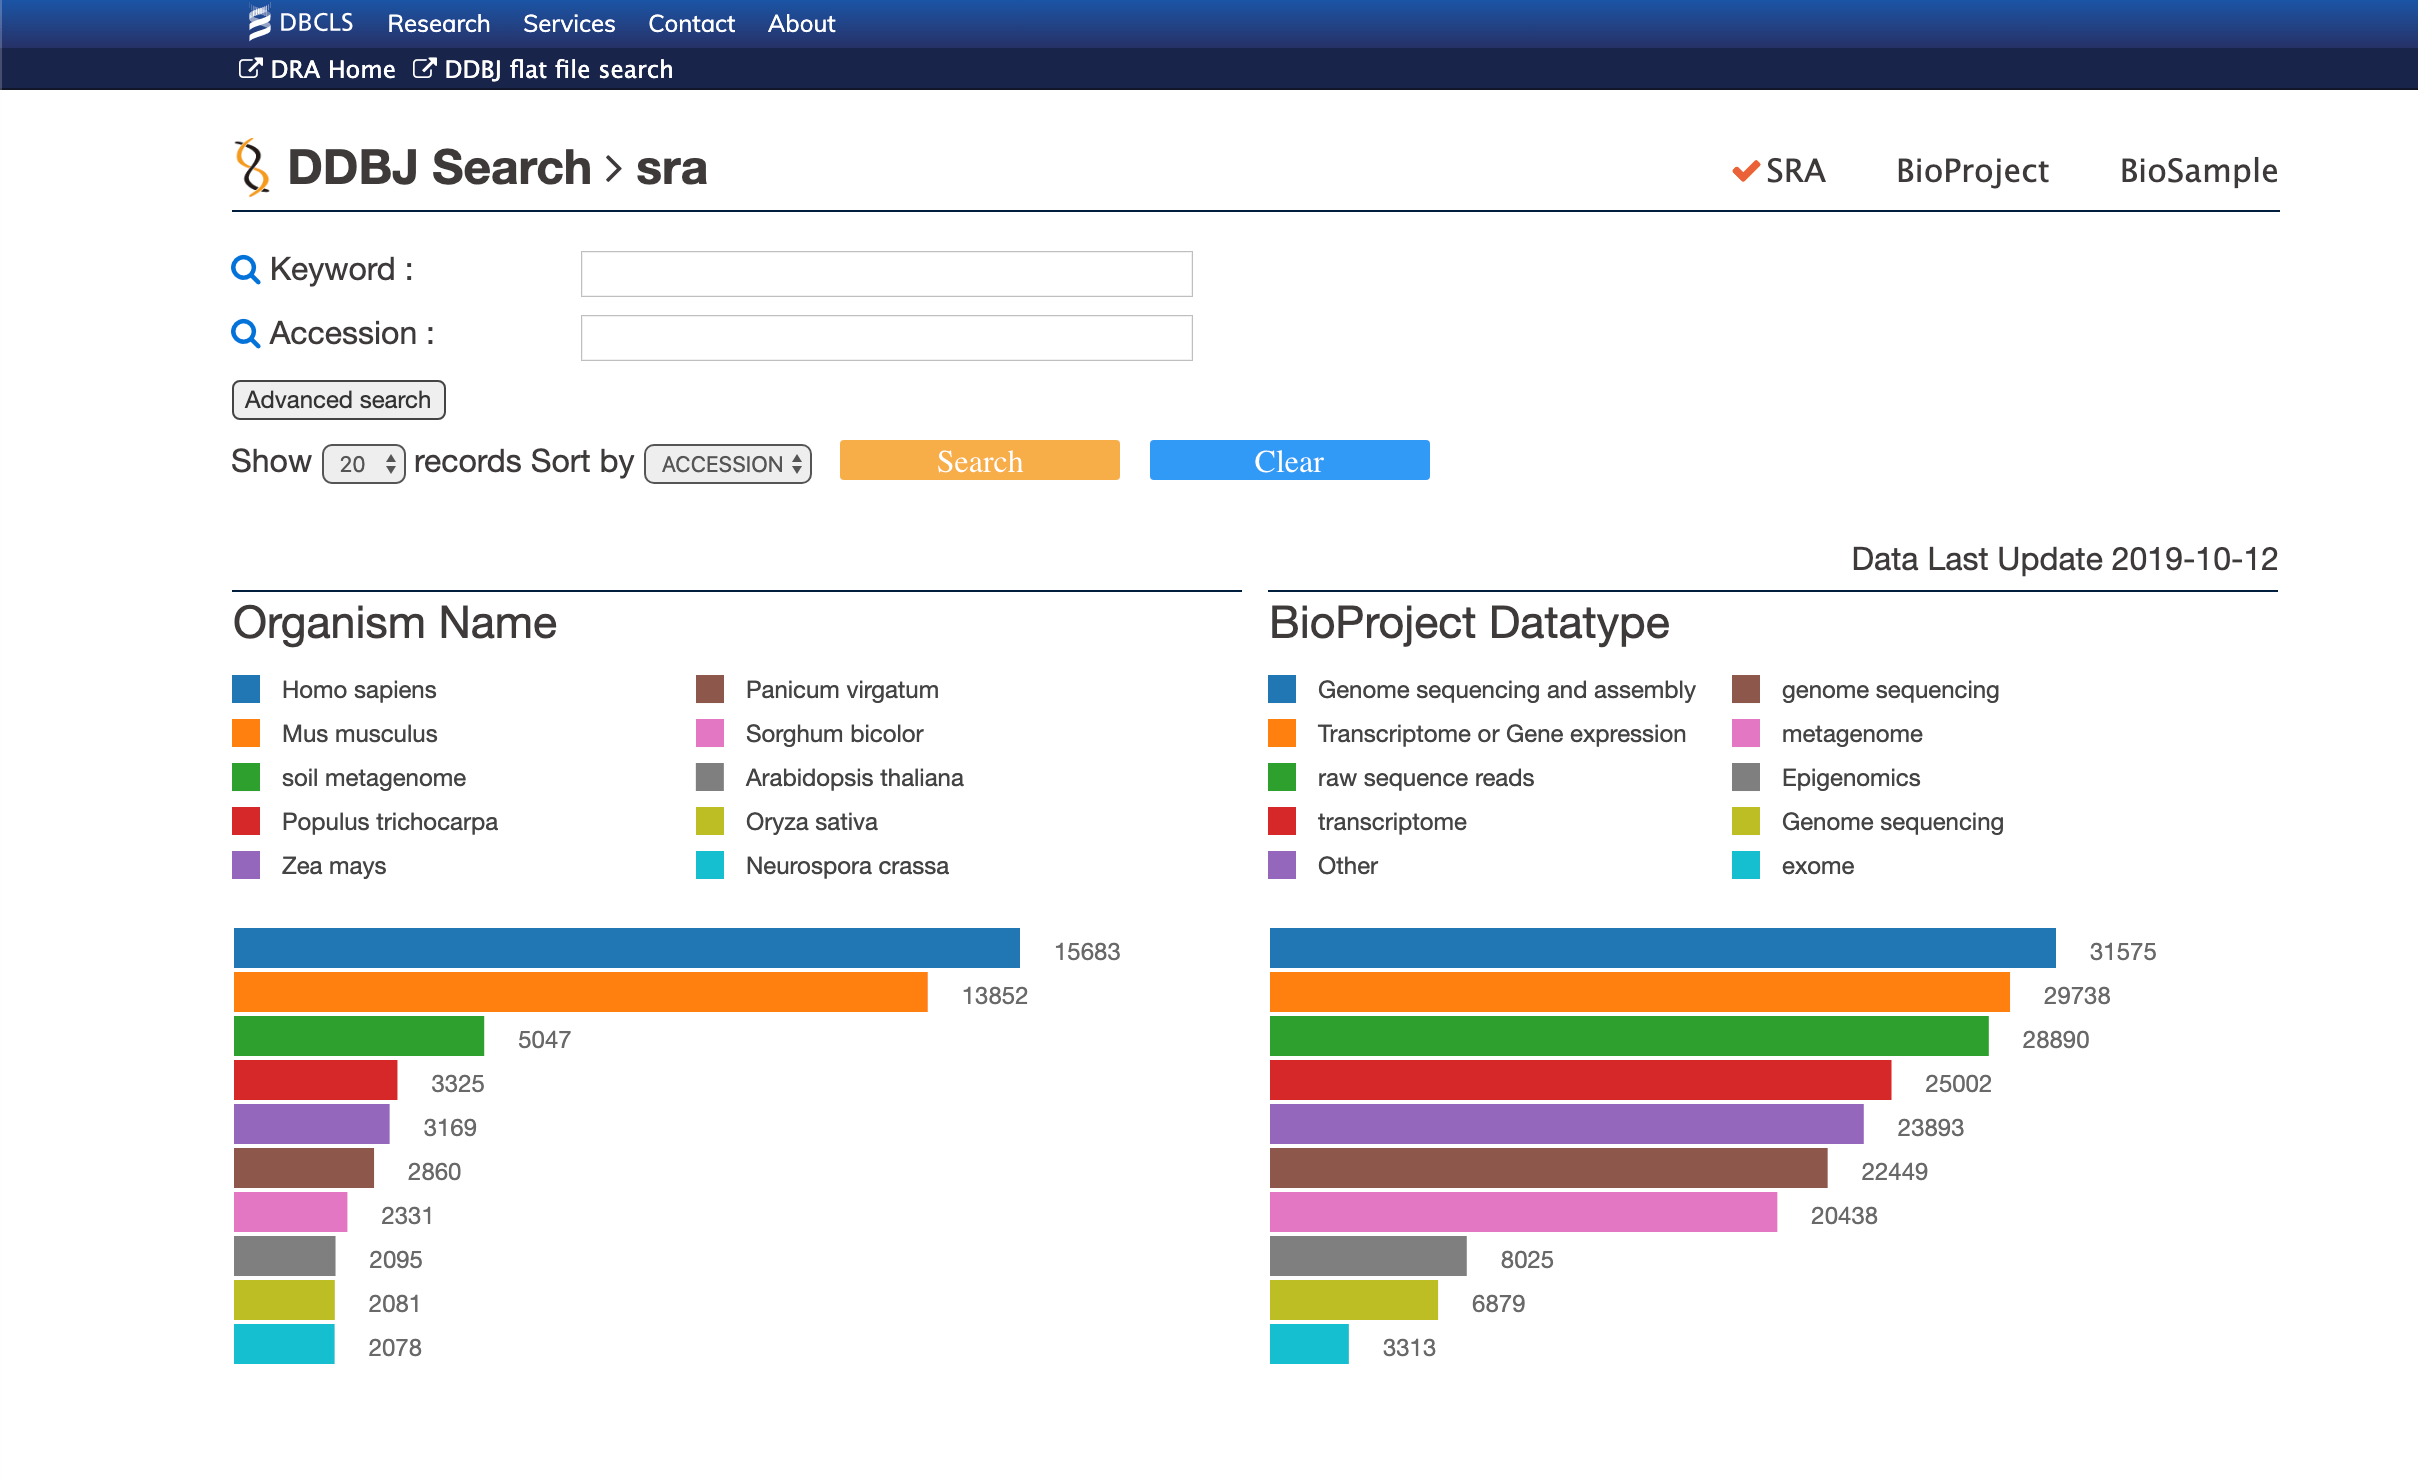 DBCLS Research Services Contact About
DRA Home DDBJ flat file search
DDBJ Search > sra
SRA BioProject BioSample
Keyword :
Accession :
Advanced search
Show 20 records Sort by ACCESSION Search Clear
Data Last Update 2019-10-12
Organism Name
Homo sapiens
Mus musculus
soil metagenome
Populus trichocarpa
Zea mays
Panicum virgatum
Sorghum bicolor
Arabidopsis thaliana
Oryza sativa
Neurospora crassa
15683
13852
5047
3325
3169
2860
2331
2095
2081
2078
BioProject Datatype
Genome sequencing and assembly
Transcriptome or Gene expression
raw sequence reads
transcriptome
Other
genome sequencing
metagenome
Epigenomics
Genome sequencing
exome
31575
29738
28890
25002
23893
22449
20438
8025
6879
3313